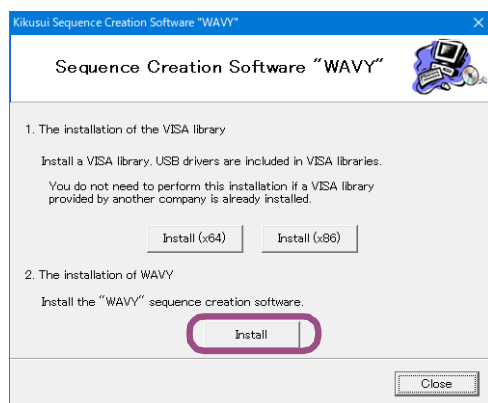 Kikusui Sequence Creation Software "WAVY"
Sequence Creation Software "WAVY"
1. The installation of the VISA library
Install a VISA library. USB drivers are included in VISA libraries.
You do not need to perform this installation if a VISA library
provided by another company is already installed.
Install (x64) Install (x86)
2. The installation of WAVY
Install the "WAVY" sequence creation software.
Install
Close